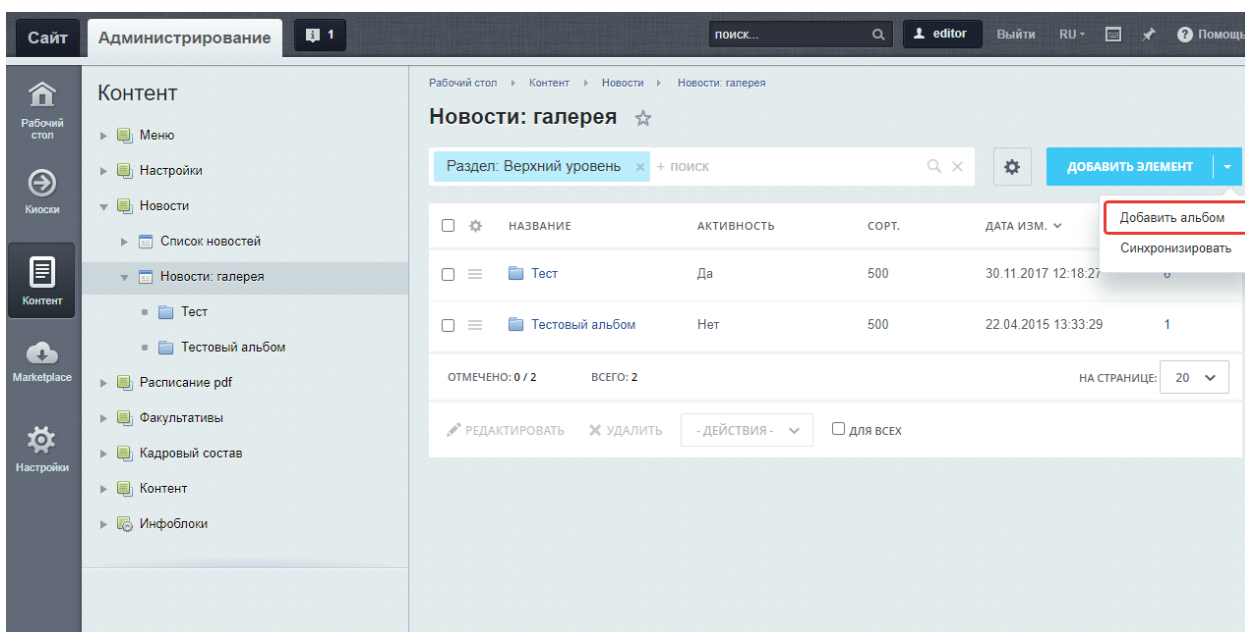 Сайт
Администрирование
1
поиск...
editor
Выйти
RU
Помощь
Рабочий
стол
Киоски
Контент
Marketplace
Настройки
Контент
Меню
Настройки
Новости
Список новостей
Новости: галерея
Тест
Тестовый альбом
Расписание pdf
Факультативы
Кадровый состав
Контент
Инфоблоки
Рабочий стол Контент Новости Новости: галерея
Новости: галерея
Раздел: Верхний уровень × + поиск
ДОБАВИТЬ ЭЛЕМЕНТ
Добавить альбом
Синхронизировать
НАЗВАНИЕ АКТИВНОСТЬ СОРТ. ДАТА ИЗМ.
Тест Да 500 30.11.2017 12:18:27
Тестовый альбом Нет 500 22.04.2015 13:33:29 1
ОТМЕЧЕНО: 0 / 2 ВСЕГО: 2 НА СТРАНИЦЕ: 20
РЕДАКТИРОВАТЬ УДАЛИТЬ - ДЕЙСТВИЯ - ДЛЯ ВСЕХ